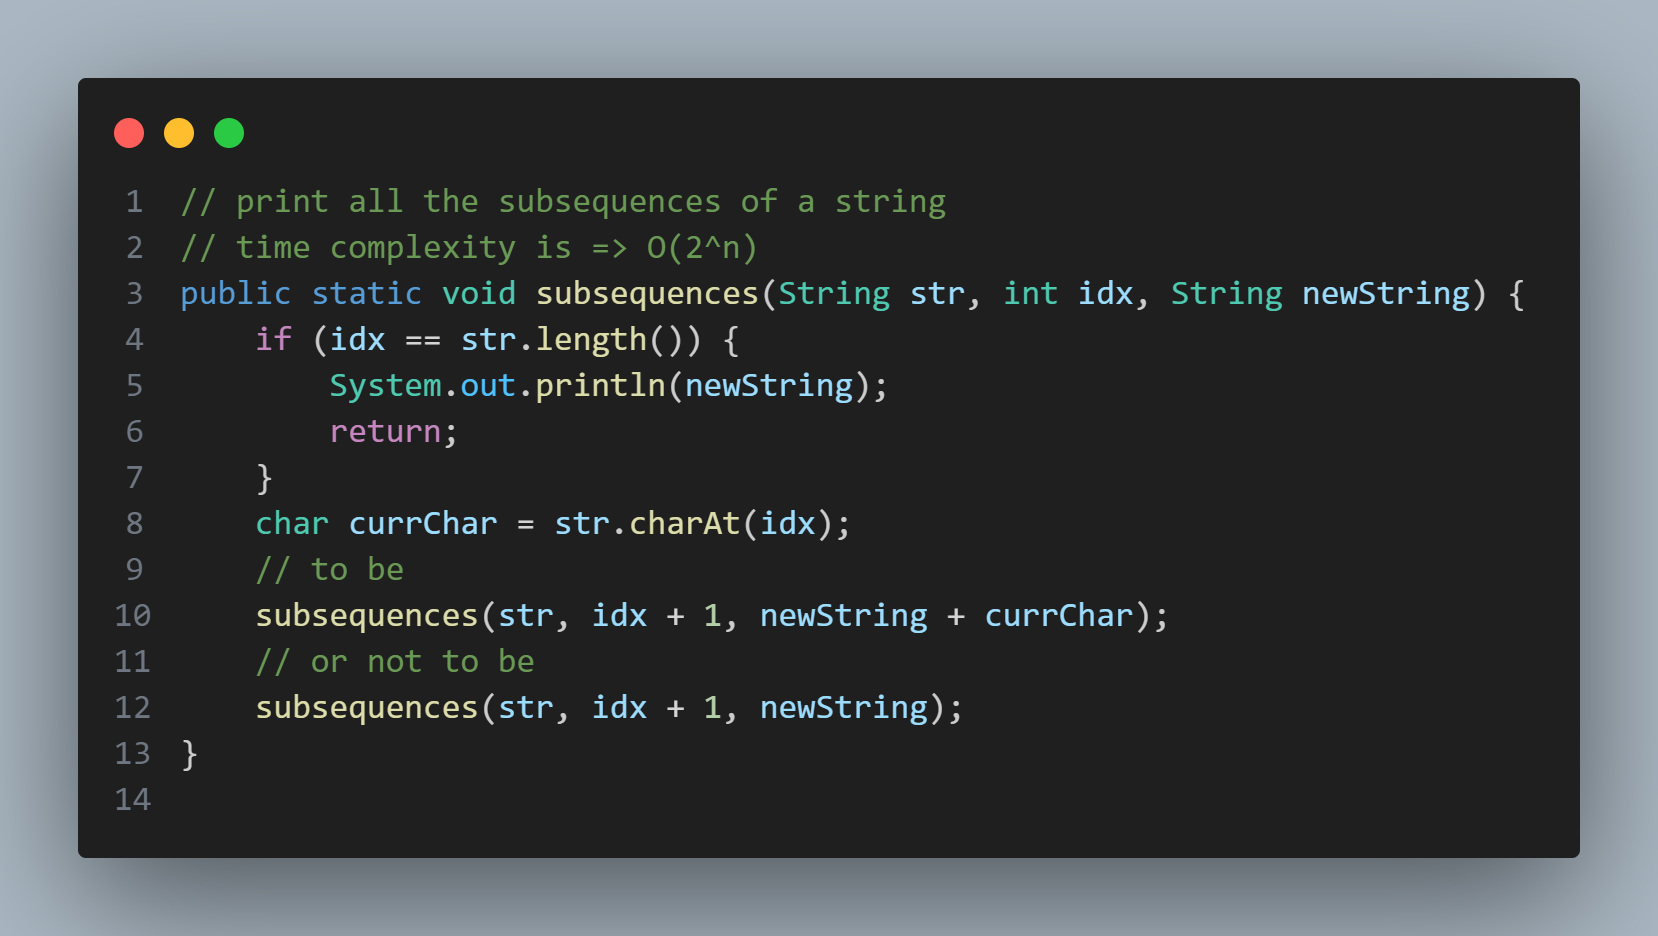 1 // print all the subsequences of a string
2 // time complexity is => O(2^n)
3 public static void subsequences(String str, int idx, String newString) {
4     if (idx == str.length()) {
5         System.out.println(newString);
6         return;
7     }
8     char currChar = str.charAt(idx);
9     // to be
10     subsequences(str, idx + 1, newString + currChar);
11     // or not to be
12     subsequences(str, idx + 1, newString);
13 }
14